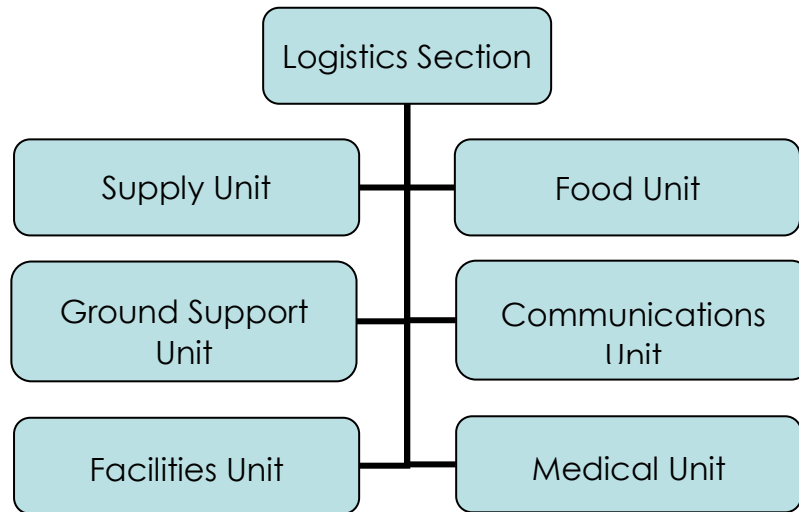 Logistics Section
Supply Unit
Food Unit
Ground Support
Unit
Communications
Unit
Facilities Unit
Medical Unit